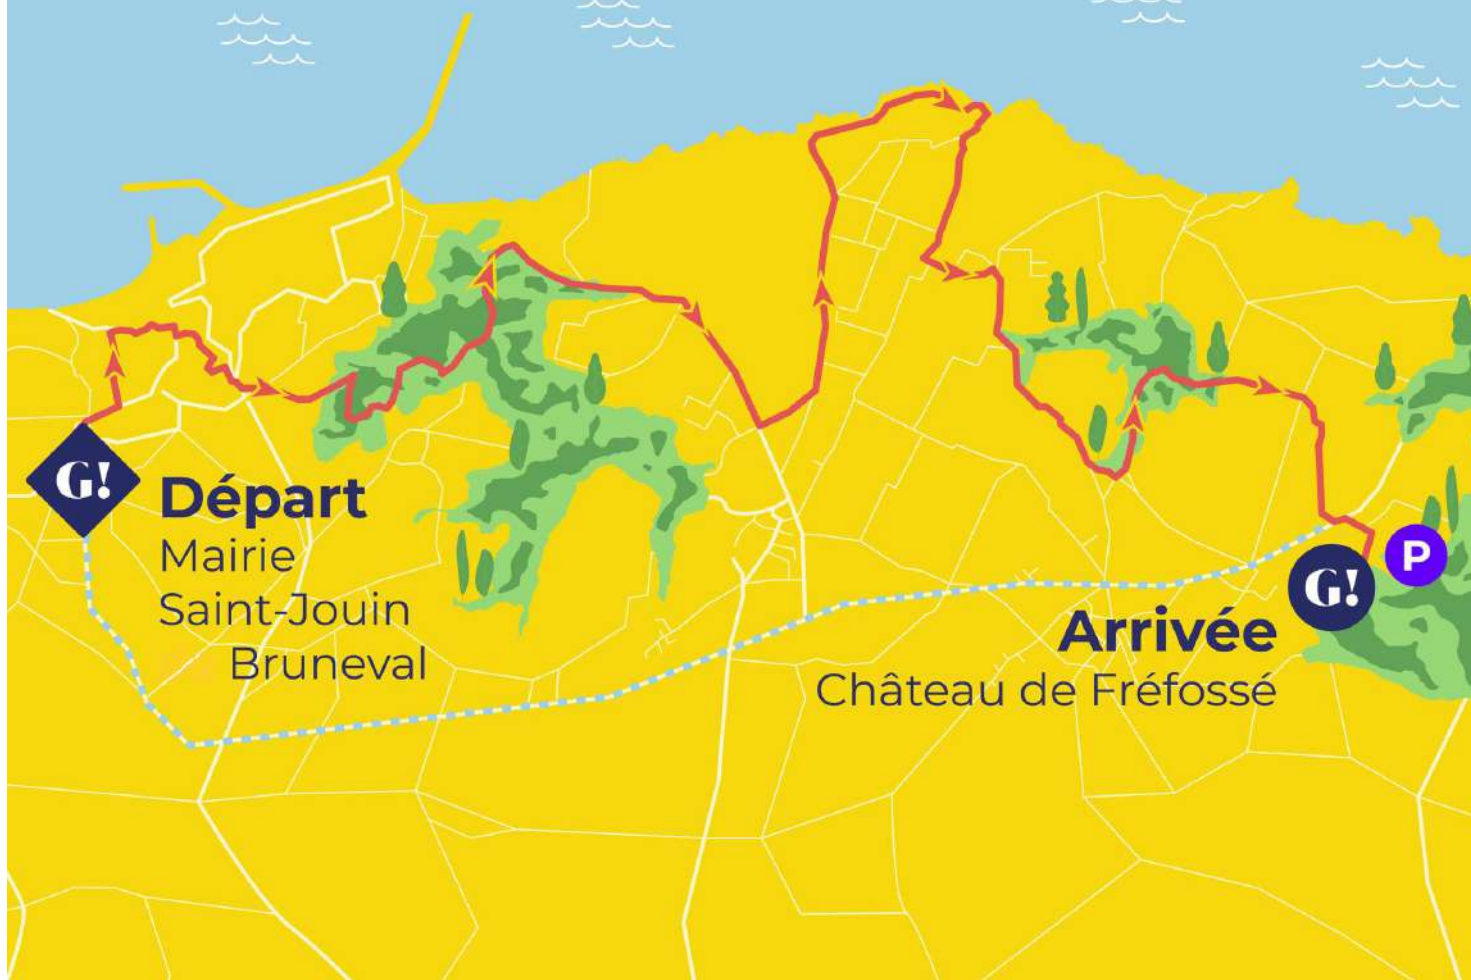 G!
Départ
Mairie
Saint-Jouin
Bruneval
P
G!
Arrivée
Château de Fréfossé